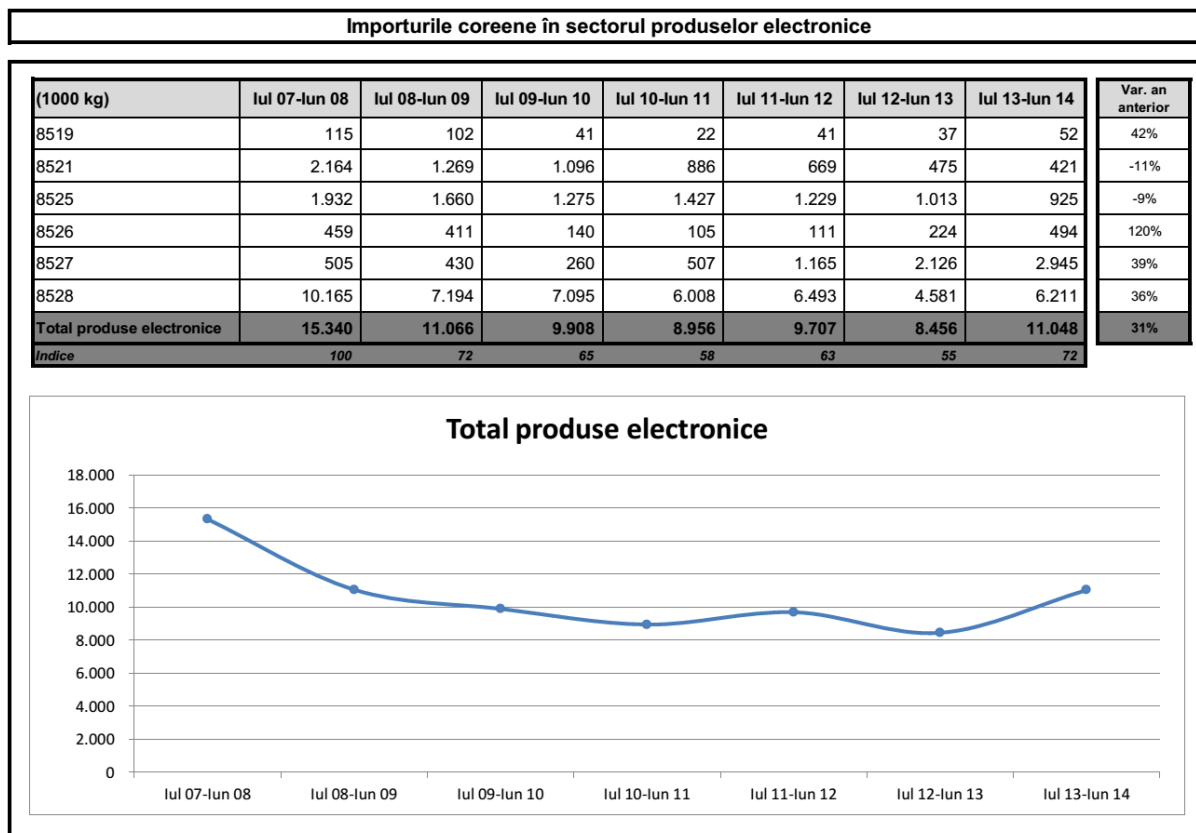 Importurile coreene în sectorul produselor electronice
(1000 kg) Iul 07-Iun 08 Iul 08-Iun 09 Iul 09-Iun 10 Iul 10-Iun 11 Iul 11-Iun 12 Iul 12-Iun 13 Iul 13-Iun 14 Var. an anterior
8519 115 102 41 22 41 37 52 42%
8521 2.164 1.269 1.096 886 669 475 421 -11%
8525 1.932 1.660 1.275 1.427 1.229 1.013 925 -9%
8526 459 411 140 105 111 224 494 120%
8527 505 430 260 507 1.165 2.126 2.945 39%
8528 10.165 7.194 7.095 6.008 6.493 4.581 6.211 36%
Total produse electronice 15.340 11.066 9.908 8.956 9.707 8.456 11.048 31%
Indice 100 72 65 58 63 55 72
Total produse electronice
18.000
16.000
14.000
12.000
10.000
8.000
6.000
4.000
2.000
0
Iul 07-Iun 08 Iul 08-Iun 09 Iul 09-Iun 10 Iul 10-Iun 11 Iul 11-Iun 12 Iul 12-Iun 13 Iul 13-Iun 14